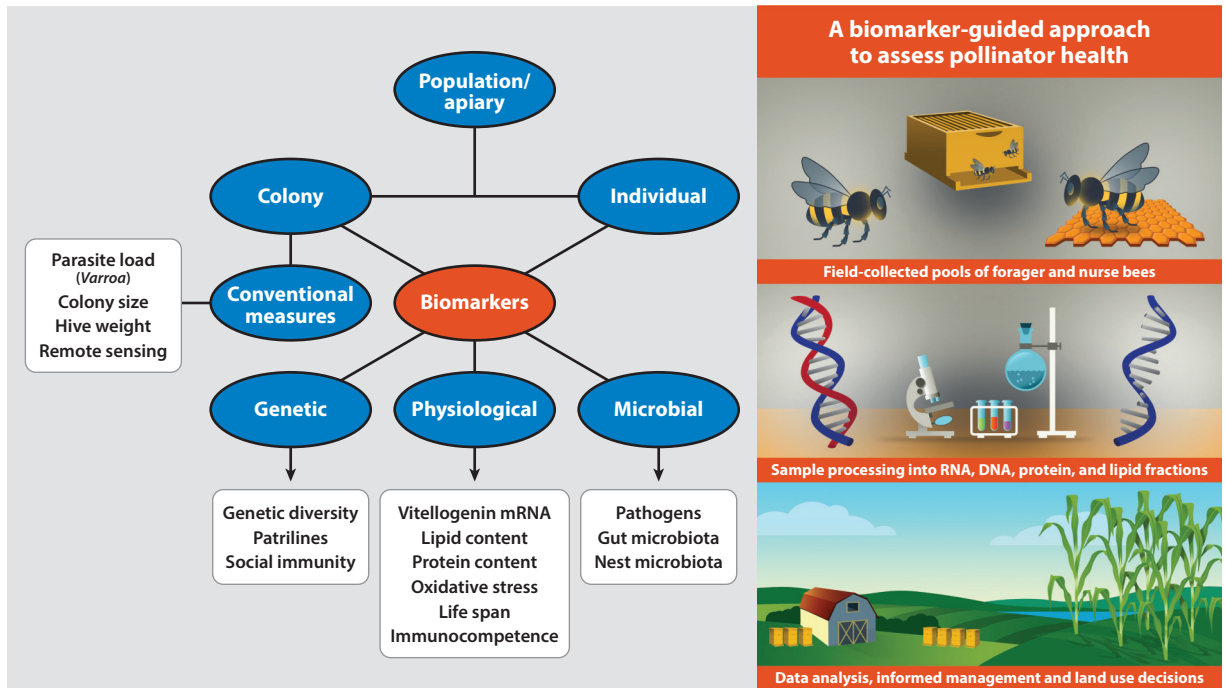 Population/
apiary
Colony
Individual
Parasite load
(Varroa)
Colony size
Hive weight
Remote sensing
Conventional
measures
Biomarkers
Genetic
Physiological
Microbial
Genetic diversity
Patrilines
Social immunity
Vitellogenin mRNA
Lipid content
Protein content
Oxidative stress
Life span
Immunocompetence
Pathogens
Gut microbiota
Nest microbiota
A biomarker-guided approach
to assess pollinator health
Field-collected pools of forager and nurse bees
Sample processing into RNA, DNA, protein, and lipid fractions
Data analysis, informed management and land use decisions